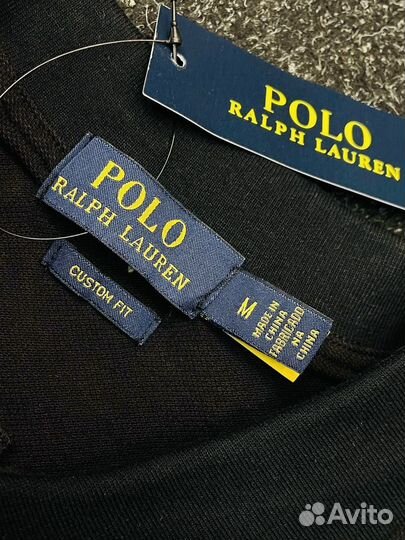 POLO
RALPH LAUREN
POLO
RALPH LAUREN
CUSTOM FIT
M
MADE IN
CHINA
FABRICADO
NA
CHINA
Avito